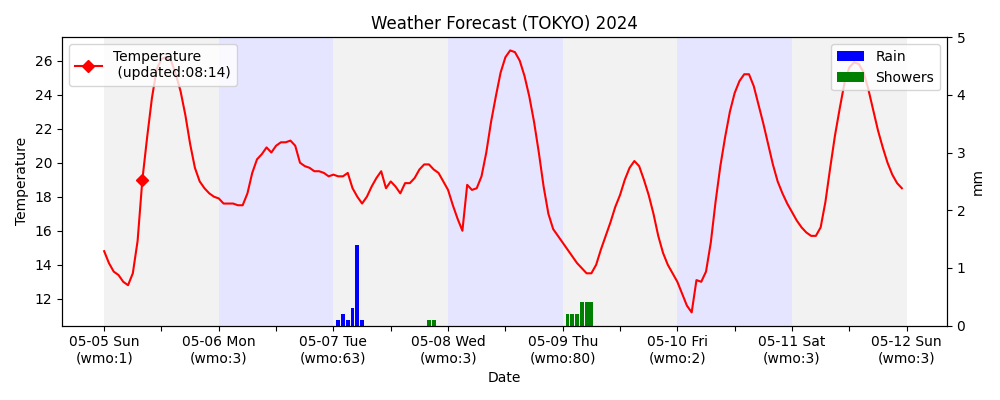 Weather Forecast (TOKYO) 2024
Temperature
(updated:08:14)
Rain
Showers
Temperature
26
24
22
20
18
16
14
12
5
4
3
2
1
0
mm
05-05 Sun
(wmo:1)
05-06 Mon
(wmo:3)
05-07 Tue
(wmo:63)
05-08 Wed
(wmo:3)
05-09 Thu
(wmo:80)
05-10 Fri
(wmo:2)
05-11 Sat
(wmo:3)
05-12 Sun
(wmo:3)
Date